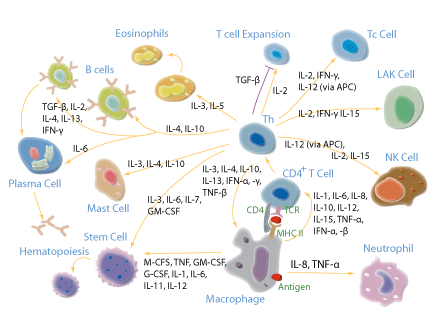 Eosinophils
T cell Expansion
Tc Cell
B cells
TGF-β
IL-2
IL-2, IFN-γ,
IL-12 (via APC)
LAK Cell
TGF-β, IL-2,
IL-4, IL-13,
IFN-γ
IL-3, IL-5
Th
IL-2, IFN-γ IL-15
IL-4, IL-10
IL-6
IL-12 (via APC),
IL-2, IL-15
Plasma Cell
IL-3, IL-4, IL-10
IL-3, IL-4, IL-10,
IL-13, IFN-α, -γ,
TNF-β
CD4+ T Cell
NK Cell
Mast Cell
IL-3, IL-6, IL-7,
GM-CSF
CD4
TCR
MHC II
IL-1, IL-6, IL-8,
IL-10, IL-12,
IL-15, TNF-α,
IFN-α, -β
Stem Cell
Hematopoiesis
M-CFS, TNF, GM-CSF,
G-CSF, IL-1, IL-6,
IL-11, IL-12
IL-8, TNF-α
Neutrophil
Antigen
Macrophage